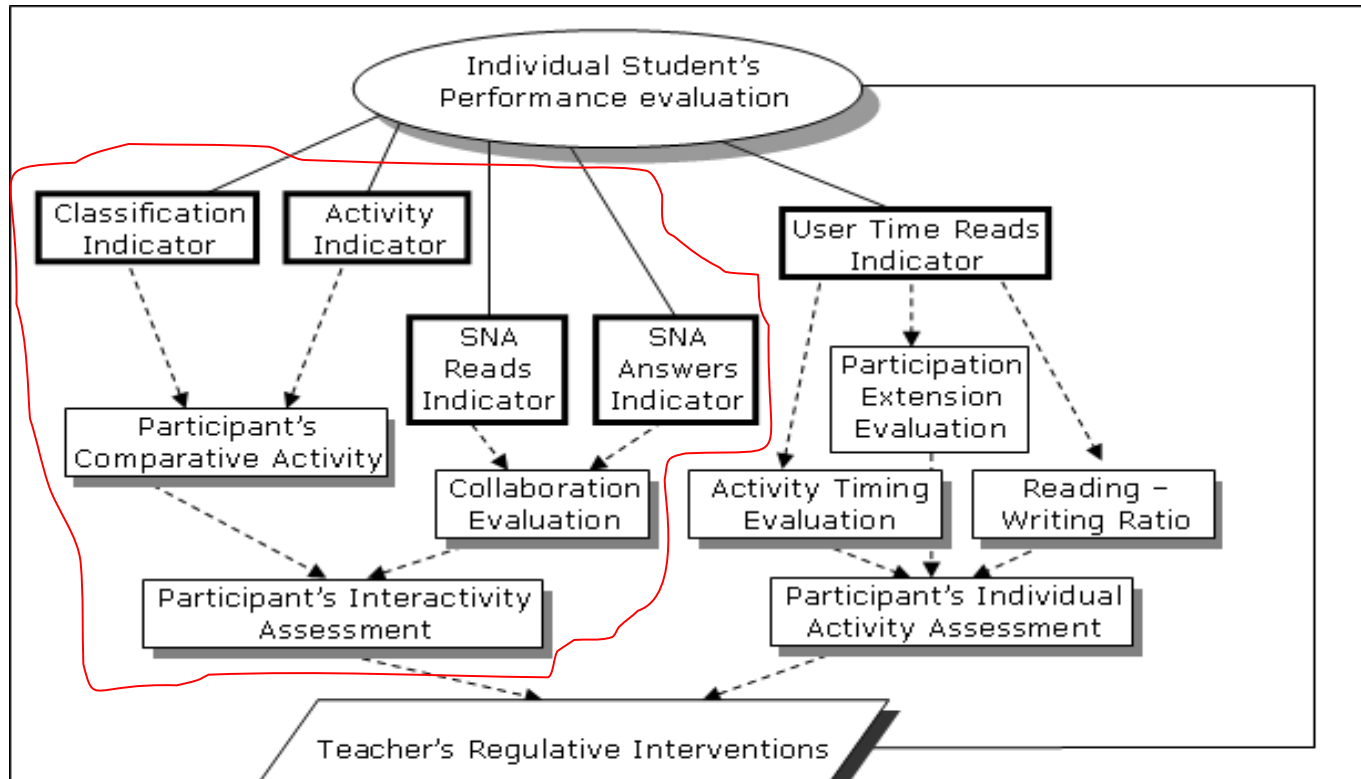 Individual Student's
Performance evaluation
Classification
Indicator
Activity
Indicator
User Time Reads
Indicator
SNA
Reads
Indicator
SNA
Answers
Indicator
Participation
Extension
Evaluation
Participant's
Comparative Activity
Collaboration
Evaluation
Activity Timing
Evaluation
Reading –
Writing Ratio
Participant's Interactivity
Assessment
Participant's Individual
Activity Assessment
Teacher's Regulative Interventions